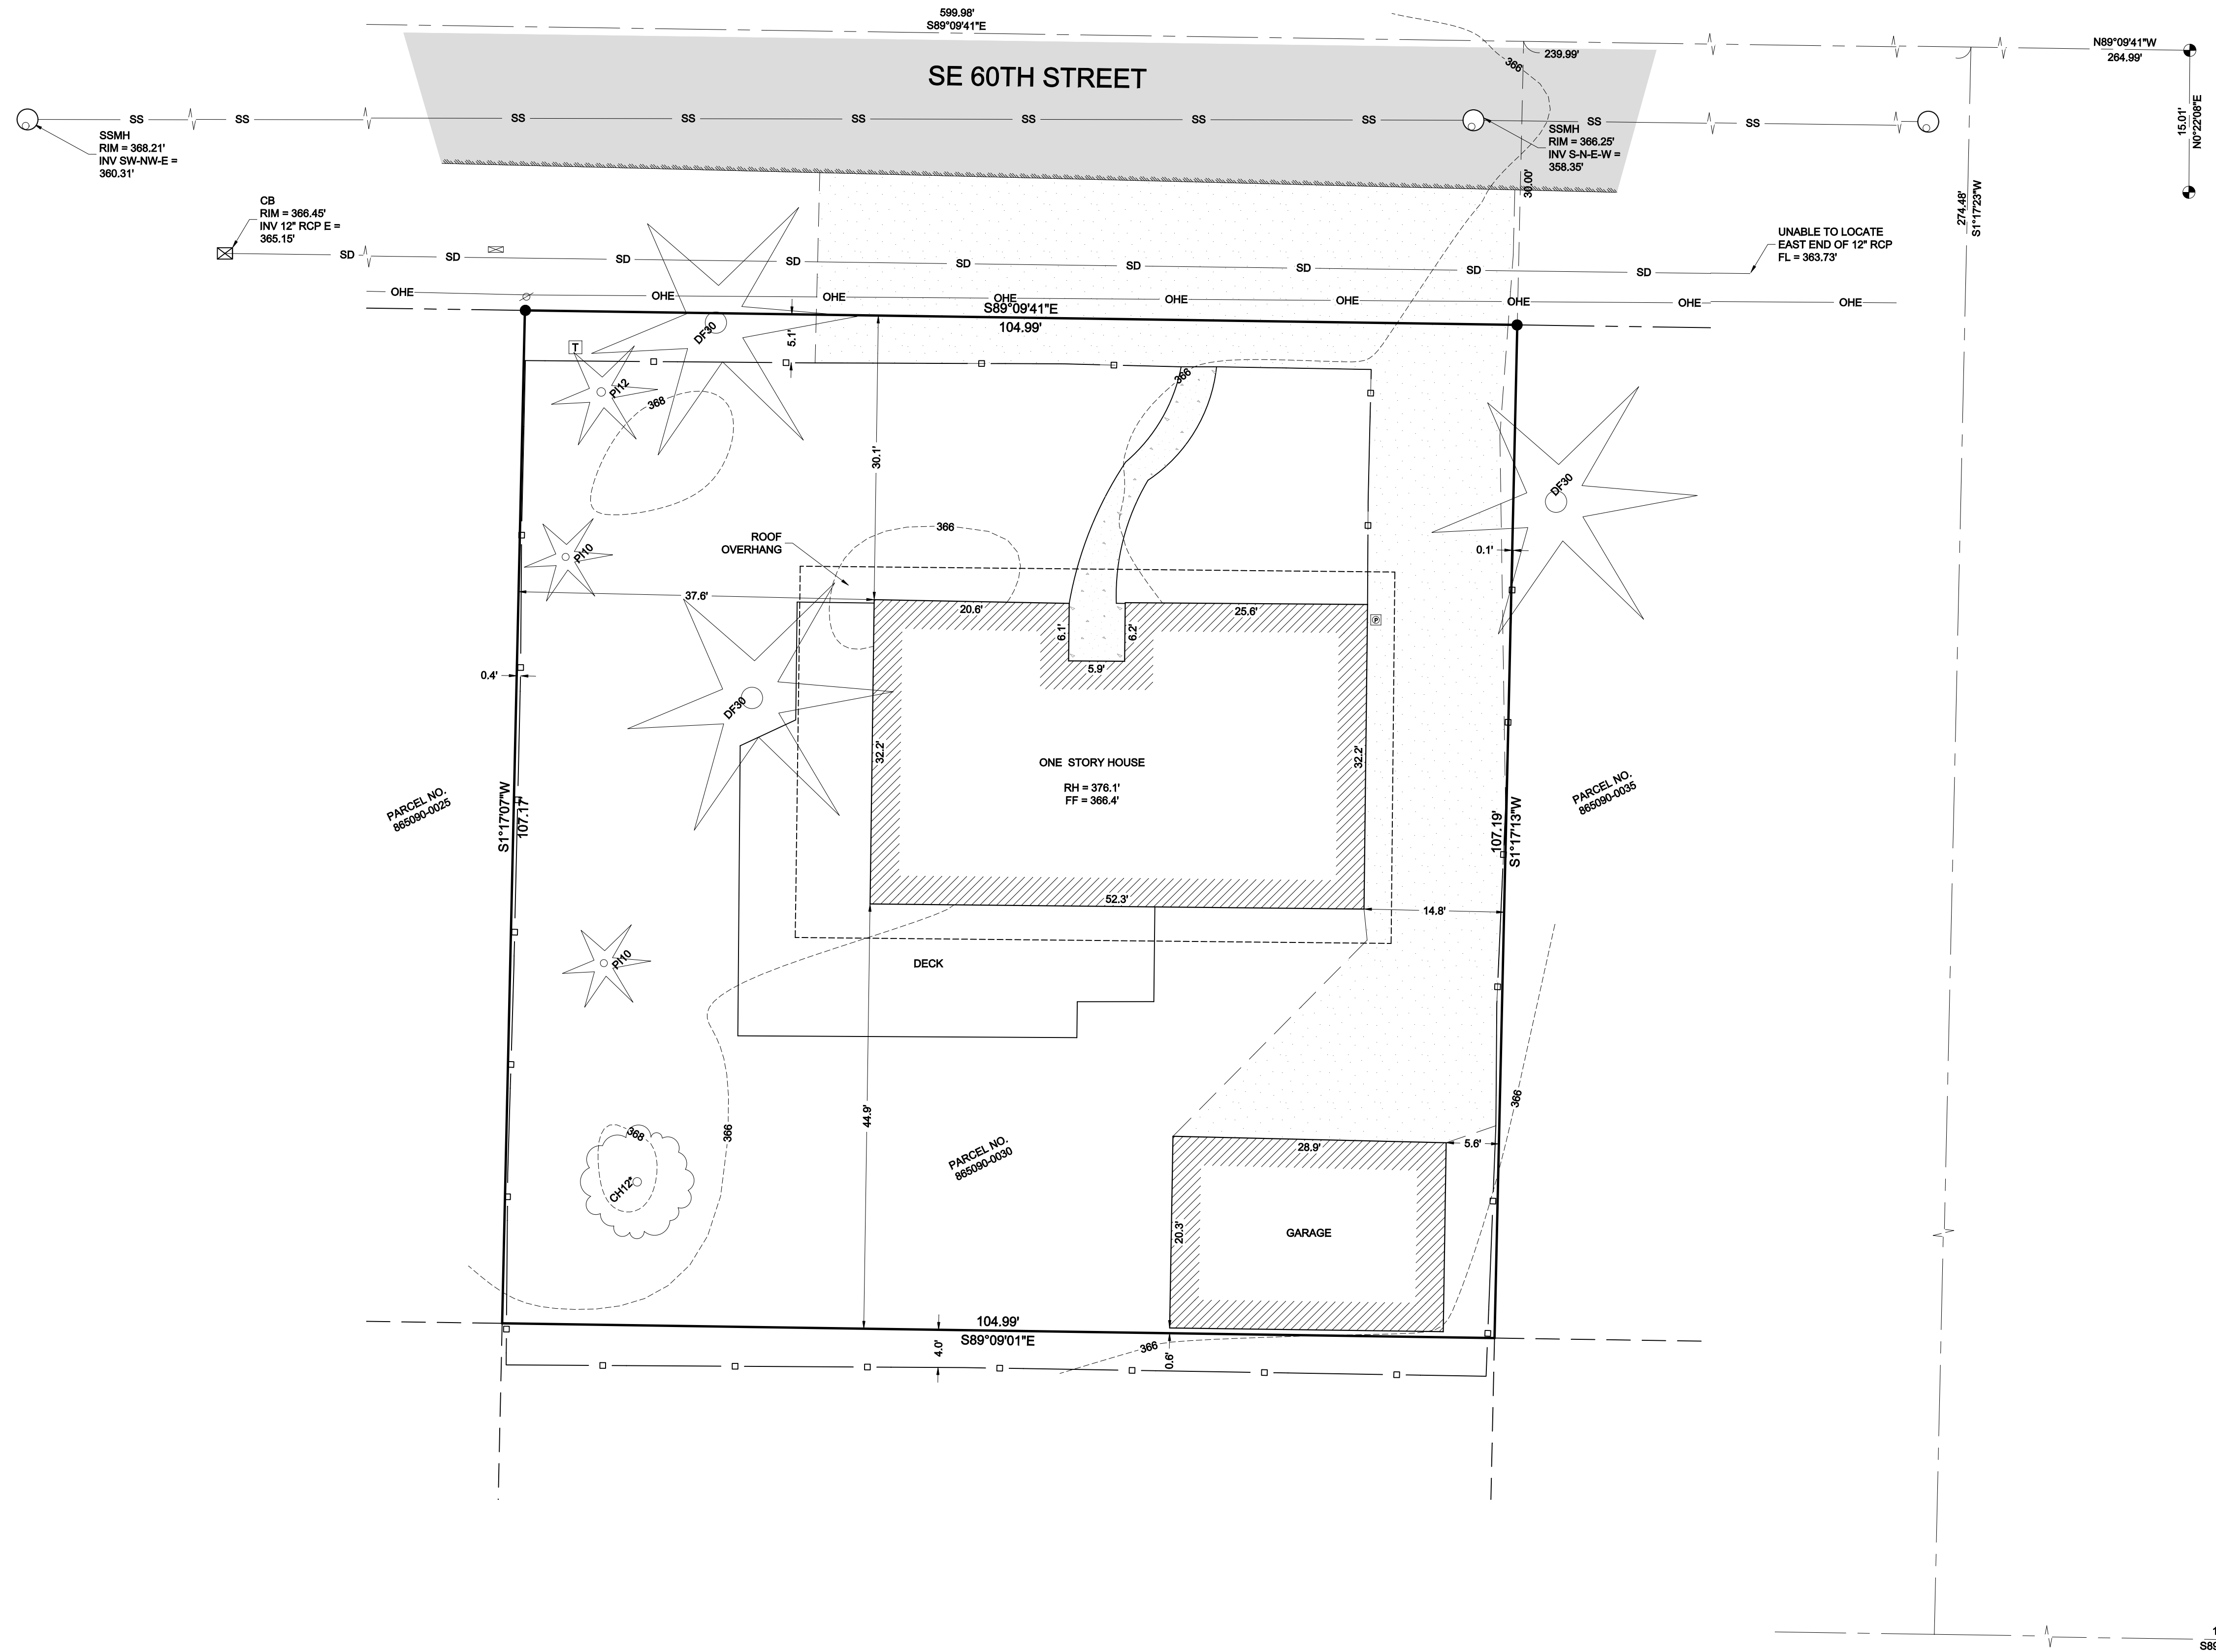 599.98'
S89°09'41"E
239.99'
N89°09'41"W
264.99'
366
SE 60TH STREET
15.01'
N0°22'08"E
SS
SS
SS
SS
SS
SS
SS
SS
SS
SS
SSMH
RIM = 368.21'
INV SW-NW-E =
360.31'
SSMH
RIM = 366.25'
INV S-N-E-W =
358.35'
30.00'
274.48'
S1°17'23"W
CB
RIM = 366.45'
INV 12" RCP E =
365.15'
UNABLE TO LOCATE
EAST END OF 12" RCP
FL = 363.73'
SD
SD
SD
SD
SD
SD
SD
SD
SD
OHE
OHE
OHE
OHE
OHE
OHE
OHE
OHE
OHE
S89°09'41"E
104.99'
DF30
5.1'
T
PI12
368
366
30.1'
DF30
ROOF
OVERHANG
366
PI10
0.1'
37.6'
20.6'
25.6'
P
6.1'
6.2'
5.9'
0.4'
DF30
32.2'
32.2'
ONE STORY HOUSE
RH = 376.1'
FF = 366.4'
PARCEL NO.
865090-0025
S1°17'07"W
107.17'
107.19'
S1°17'13"W
PARCEL NO.
865090-0035
52.3'
14.8'
PI10
DECK
44.9'
366
366
368
CH12"
PARCEL NO.
865090-0030
28.9'
5.6'
20.3'
GARAGE
104.99'
S89°09'01"E
4.0'
366
0.6'
1
S89